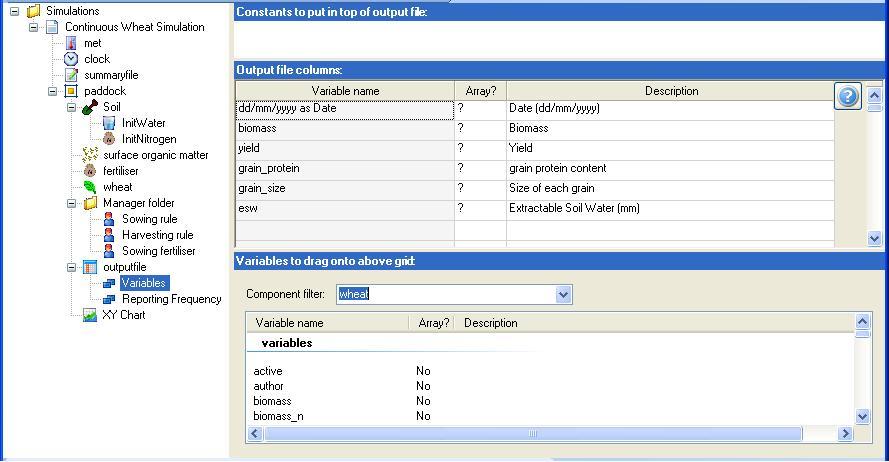 Simulations
Continuous Wheat Simulation
met
clock
summaryfile
paddock
Soil
InitWater
InitNitrogen
surface organic matter
fertiliser
wheat
Manager folder
Sowing rule
Harvesting rule
Sowing fertiliser
outputfile
Variables
Reporting Frequency
XY Chart
Constants to put in top of output file:
Output file columns:
Variable name Array? Description
dd/mm/yyyy as Date ? Date (dd/mm/yyyy)
biomass ? Biomass
yield ? Yield
grain_protein ? grain protein content
grain_size ? Size of each grain
esw ? Extractable Soil Water (mm)
?
Variables to drag onto above grid:
Component filter: wheat
Variable name Array? Description
variables
active No
author No
biomass No
biomass_n No